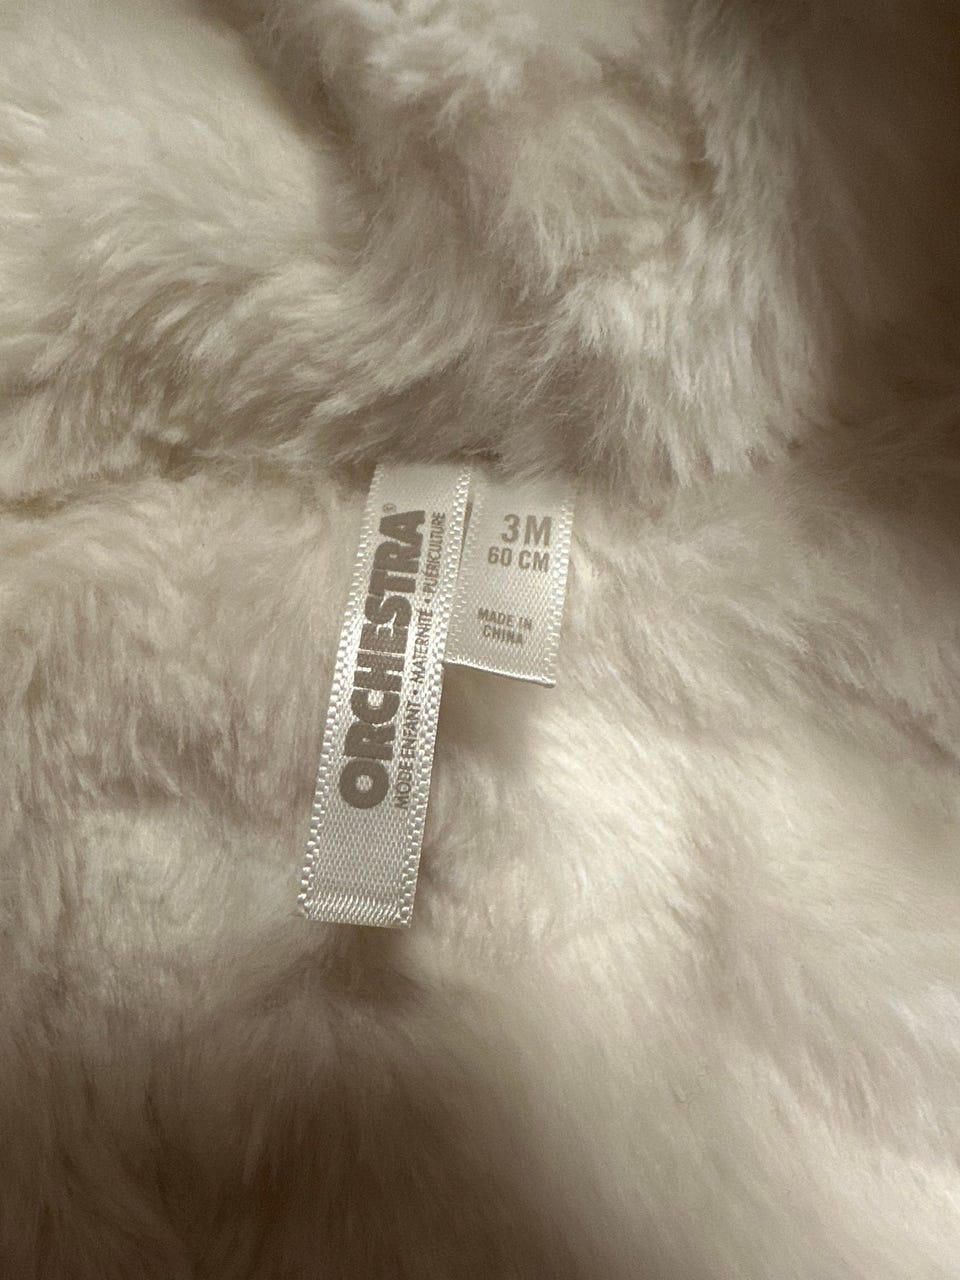 ORCHESTRA®
MODE ENFANT • MATERNITÉ • PUÉRICULTURE
3M
60 CM
MADE IN
CHINA